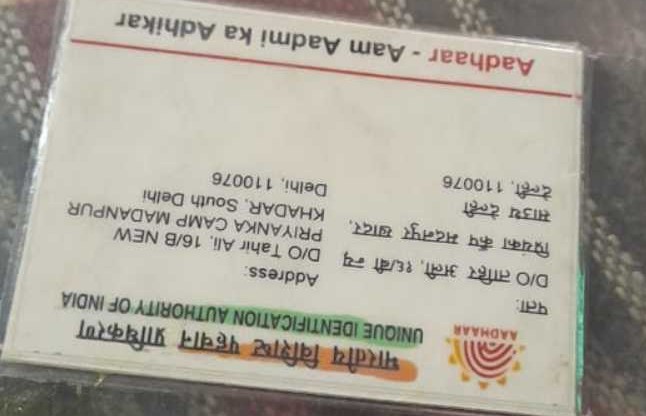 भारतीय विशिष्ट पहचान प्राधिकरण
UNIQUE IDENTIFICATION AUTHORITY OF INDIA
AADHAAR
पता:
D/O ताहिर अली, १६/बी न्यू
प्रियंका कैंप मदनपुर खादर,
साउथ देल्ही
देल्ही, 110076
Address:
D/O Tahir Ali, 16/B NEW
PRIYANKA CAMP MADANPUR
KHADAR, South Delhi
Delhi, 110076
Aadhaar - Aam Aadmi ka Adhikar